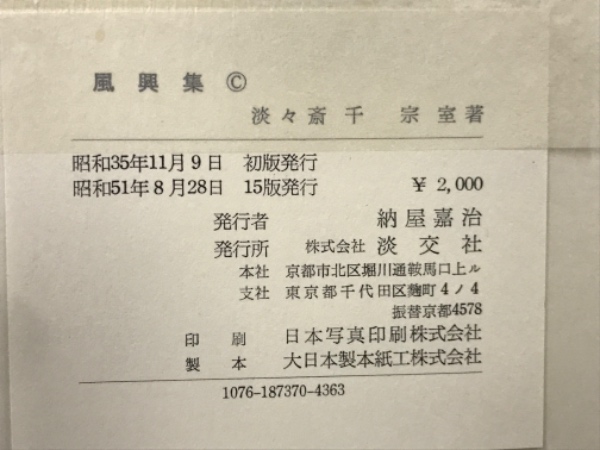 風興集 ©
淡々斎千 宗室著
昭和35年11月9日 初版発行
昭和51年8月28日 15版発行 ¥ 2,000
発行者 納屋嘉治
発行所 株式会社 淡交社
本社 京都市北区堀川通鞍馬口上ル
支社 東京都千代田区麴町4ノ4
振替京都4578
印刷 日本写真印刷株式会社
製本 大日本製本紙工株式会社
1076-187370-4363